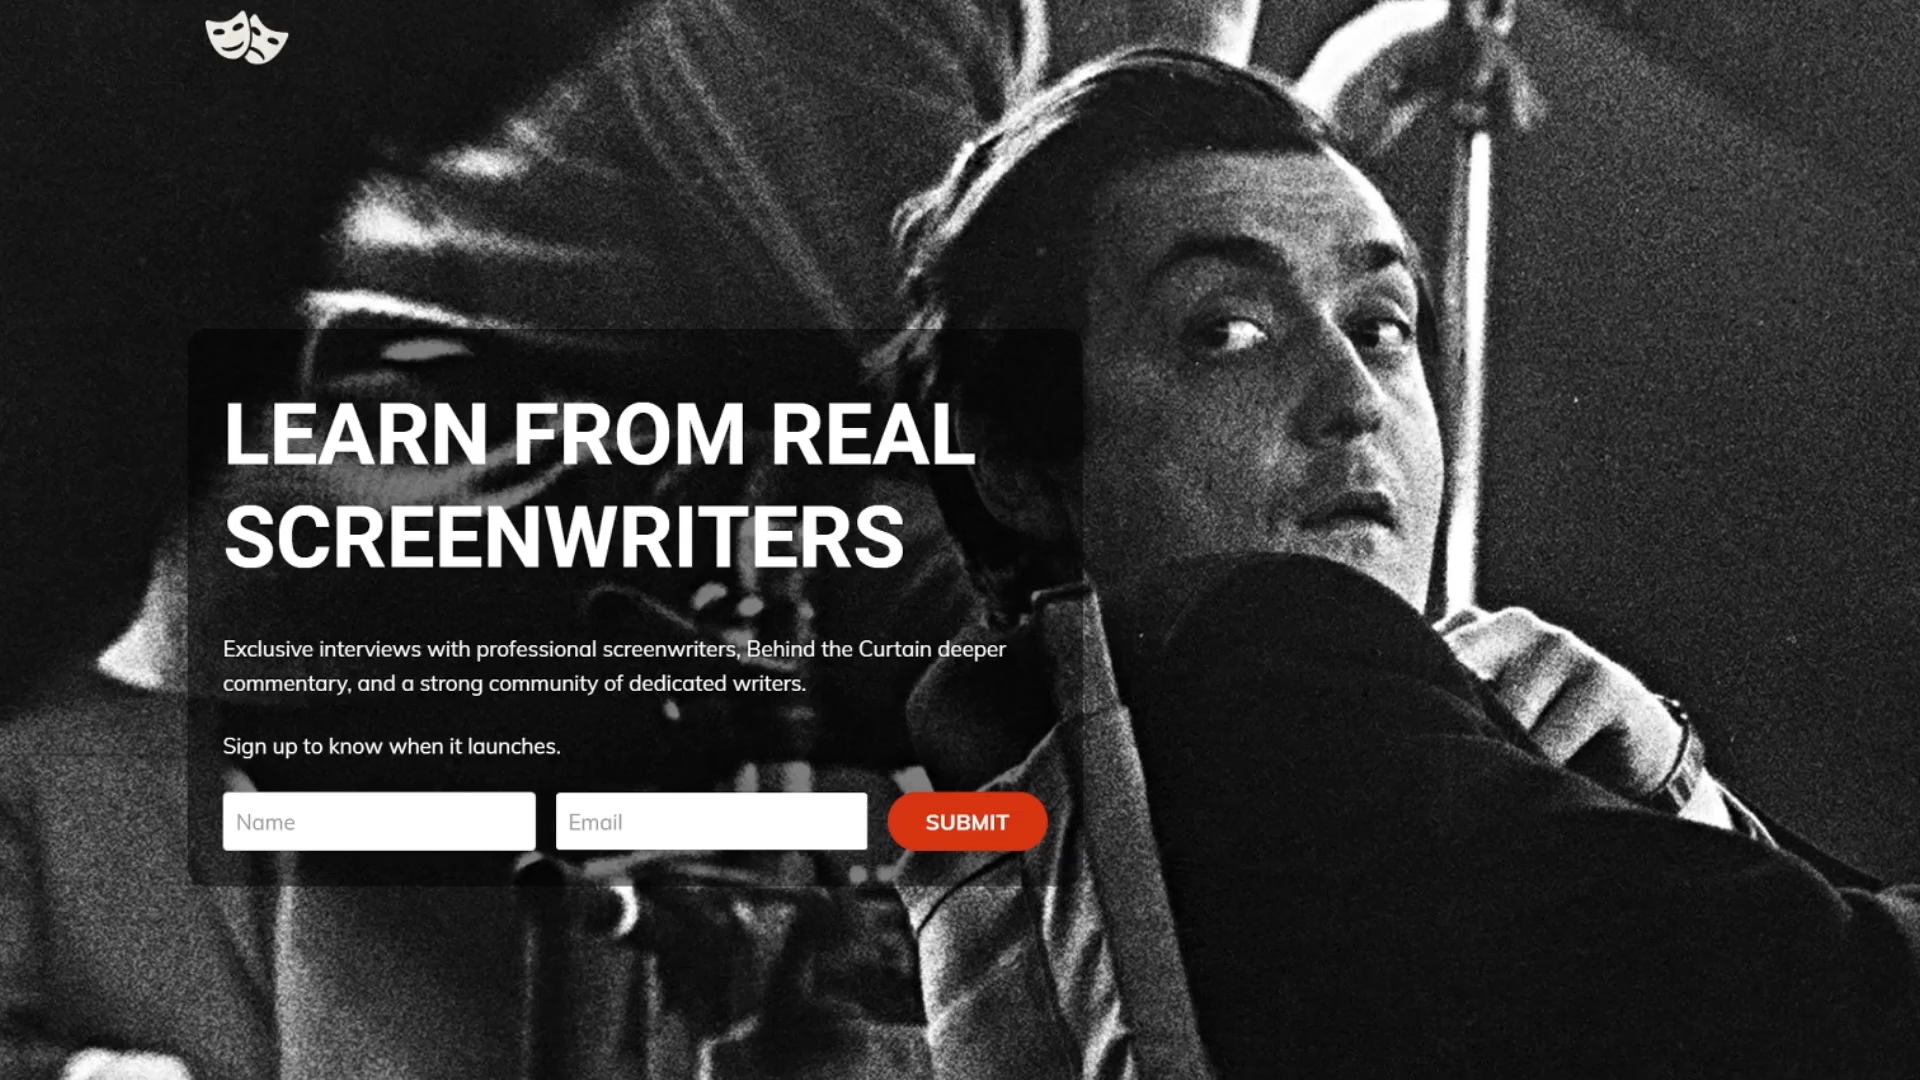 LEARN FROM REAL
SCREENWRITERS
Exclusive interviews with professional screenwriters, Behind the Curtain deeper
commentary, and a strong community of dedicated writers.
Sign up to know when it launches.
Name
Email
SUBMIT